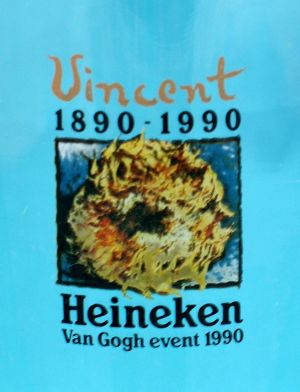 Vincent
1890-1990
Heineken
Van Gogh event 1990